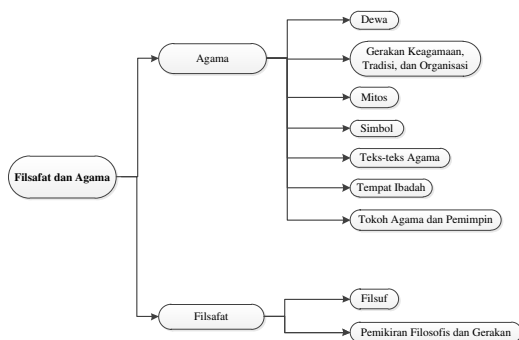 Filsafat dan Agama
Agama
Dewa
Gerakan Keagamaan,
Tradisi, dan Organisasi
Mitos
Simbol
Teks-teks Agama
Tempat Ibadah
Tokoh Agama dan Pemimpin
Filsafat
Filsuf
Pemikiran Filosofis dan Gerakan